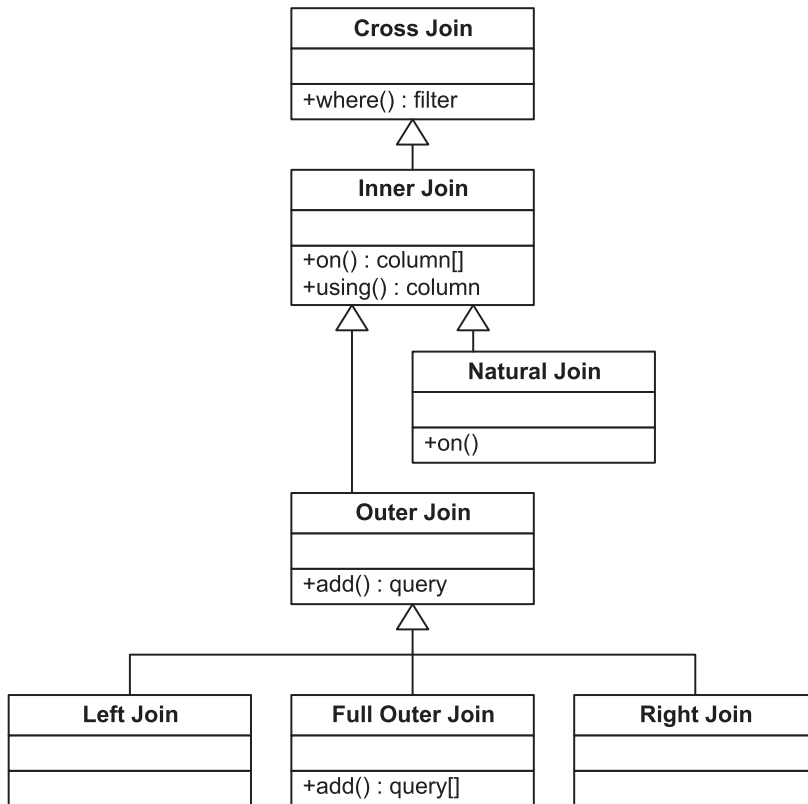 Cross Join
+where() : filter
Inner Join
+on() : column[]
+using() : column
Natural Join
+on()
Outer Join
+add() : query
Left Join
Full Outer Join
Right Join
+add() : query[]